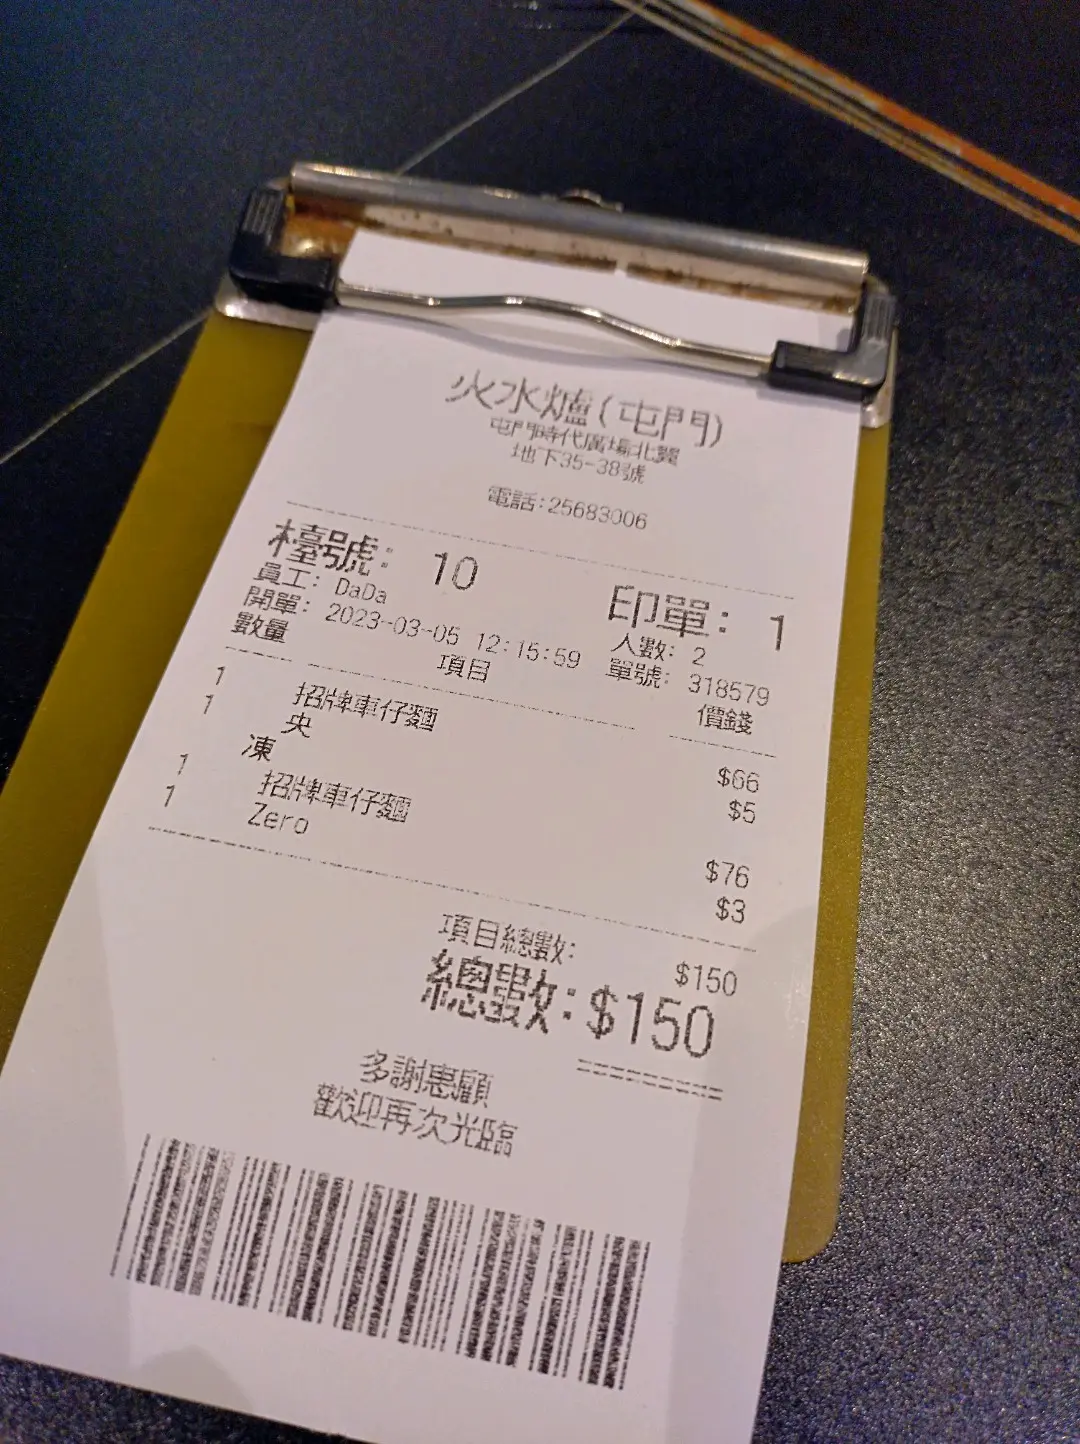 火水爐(屯門)
屯門時代廣場北翼
地下35-38號
電話:25683006
檯號: 10 印單: 1
員工: DaDa 人數: 2
開單: 2023-03-05 12:15:59 單號: 318579
數量 項目 價錢
1 招牌車仔麵 $66
1 央 $5
凍
1 招牌車仔麵 $76
1 Zero $3
項目總數: $150
總數: $150
多謝惠顧
歡迎再次光臨